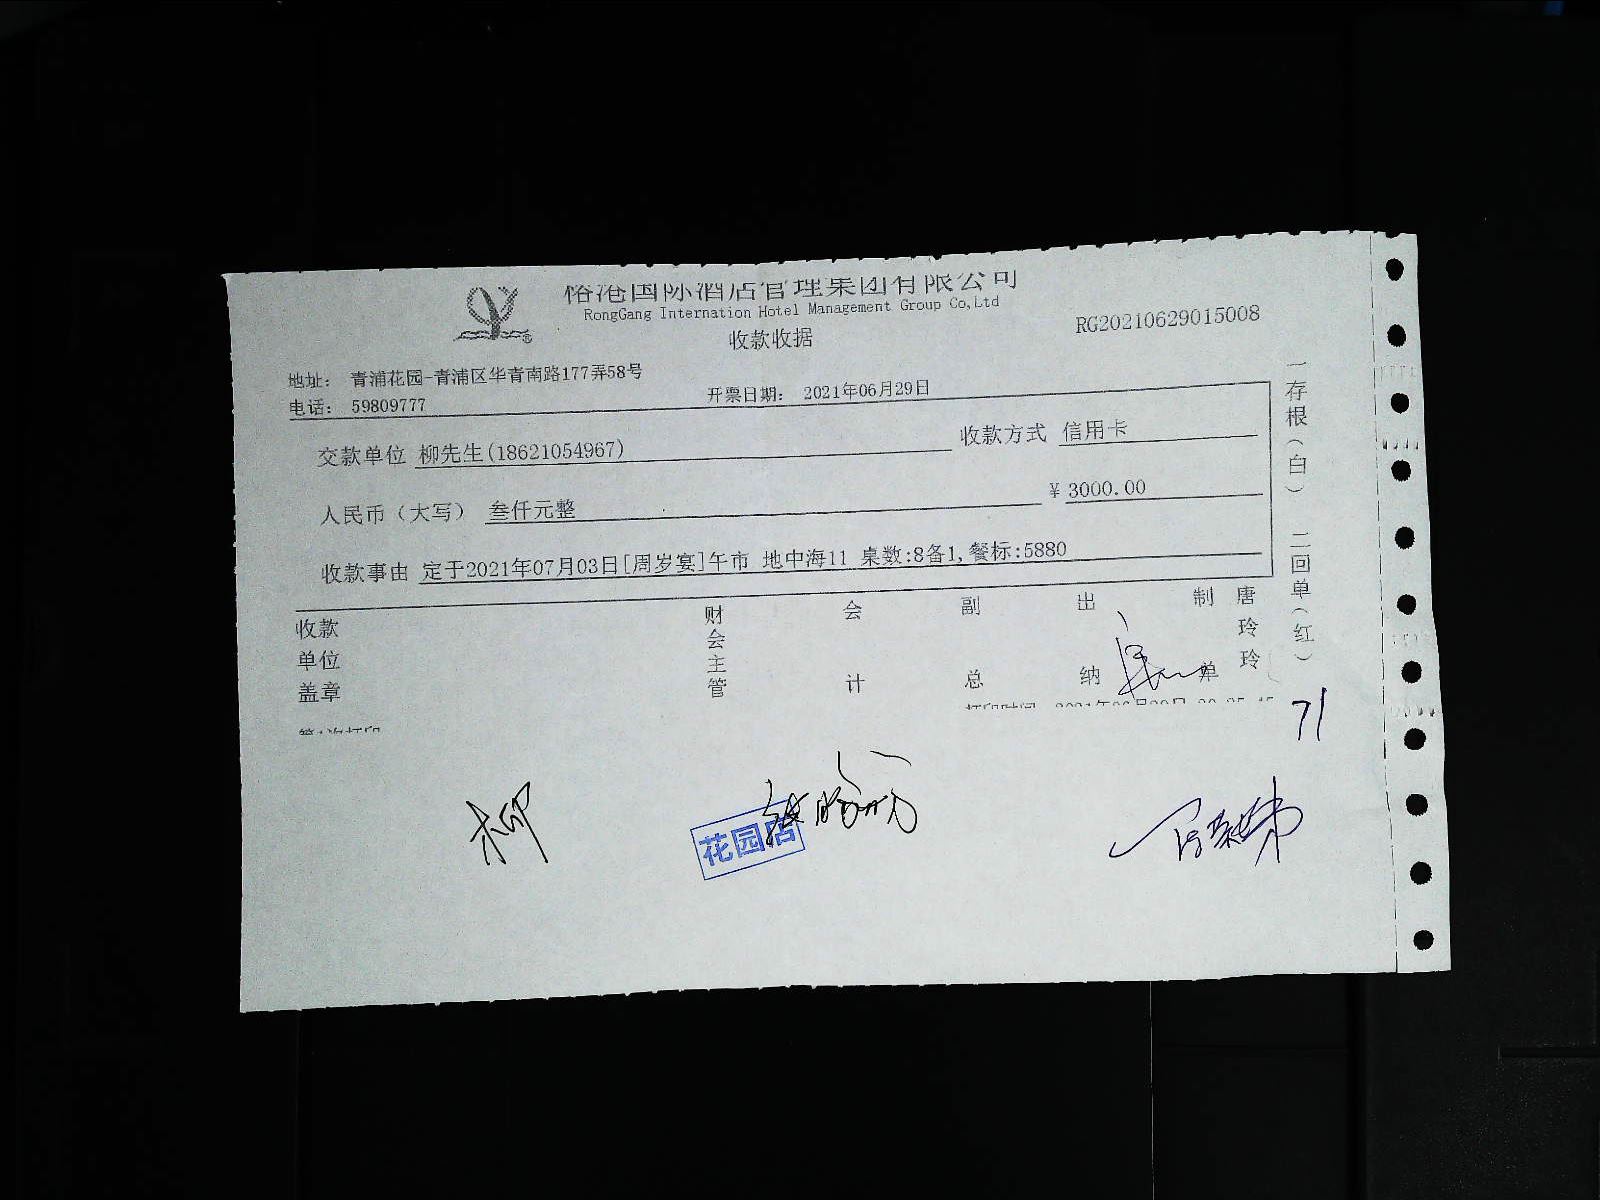 榕港国际酒店管理集团有限公司
RongGang Internation Hotel Management Group Co,Ltd
收款收据
RG20210629015008
地址： 青浦花园-青浦区华青南路177弄58号
电话： 59809777 开票日期： 2021年06月29日
交款单位 柳先生(18621054967) 收款方式 信用卡
人民币（大写） 叁仟元整 ¥ 3000.00
收款事由 定于2021年07月03日[周岁宴]午市 地中海11 桌数:8备1,餐标:5880
收款单位盖章 财会主管 会计 副总 出纳 制单 唐玲玲
一存根（白） 二回单（红）
71
柳
花园店